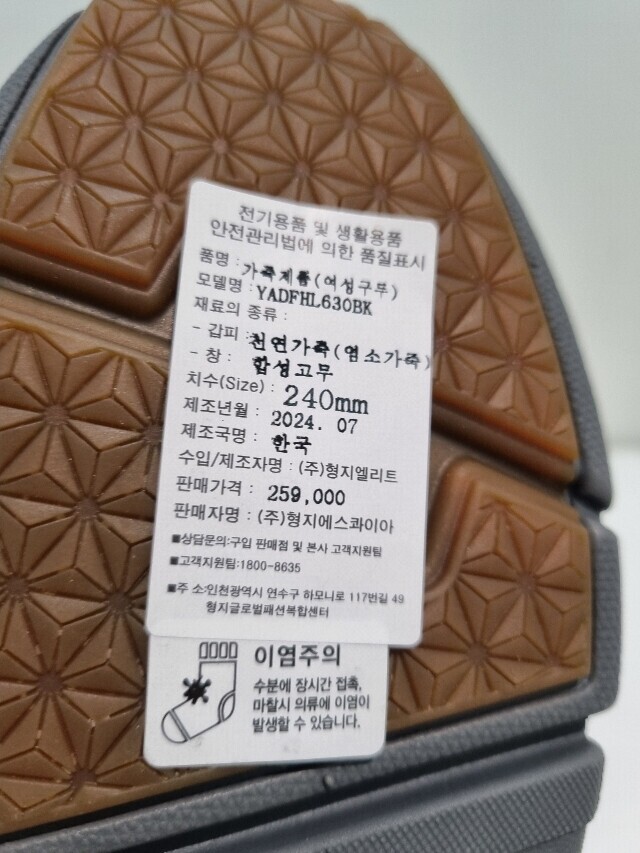 전기용품 및 생활용품
안전관리법에 의한 품질표시
품명 : 가죽제품(여성구두)
모델명 : YADFHL630BK
재료의 종류 :
- 갑피 : 천연가죽(염소가죽)
- 창 : 합성고무
치수(Size) : 240mm
제조년월 : 2024. 07
제조국명 : 한국
수입/제조자명 : (주)형지엘리트
판매가격 : 259,000
판매자명 : (주)형지에스콰이아
■상담문의:구입 판매점 및 본사 고객지원팀
■고객지원팀:1800-8635
■주 소:인천광역시 연수구 하모니로 117번길 49
형지글로벌패션복합센터
이염주의
수분에 장시간 접촉,
마찰시 의류에 이염이
발생할 수 있습니다.